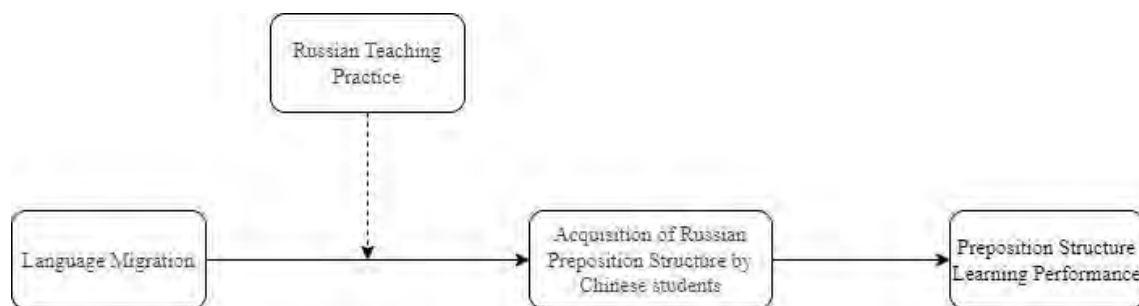 Russian Teaching
Practice
Language Migration
Acquisition of Russian
Preposition Structure by
Chinese students
Preposition Structure
Learning Performance